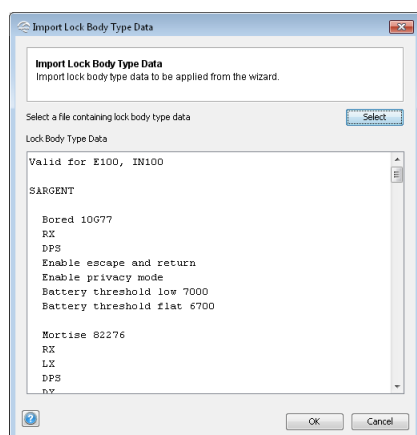 Import Lock Body Type Data
Import Lock Body Type Data
Import lock body type data to be applied from the wizard.
Select a file containing lock body type data
Select
Lock Body Type Data
Valid for E100, IN100
SARGENT
Bored 10G77
RX
DPS
Enable escape and return
Enable privacy mode
Battery threshold low 7000
Battery threshold flat 6700
Mortise 82276
RX
LX
DPS
DX
?
OK
Cancel